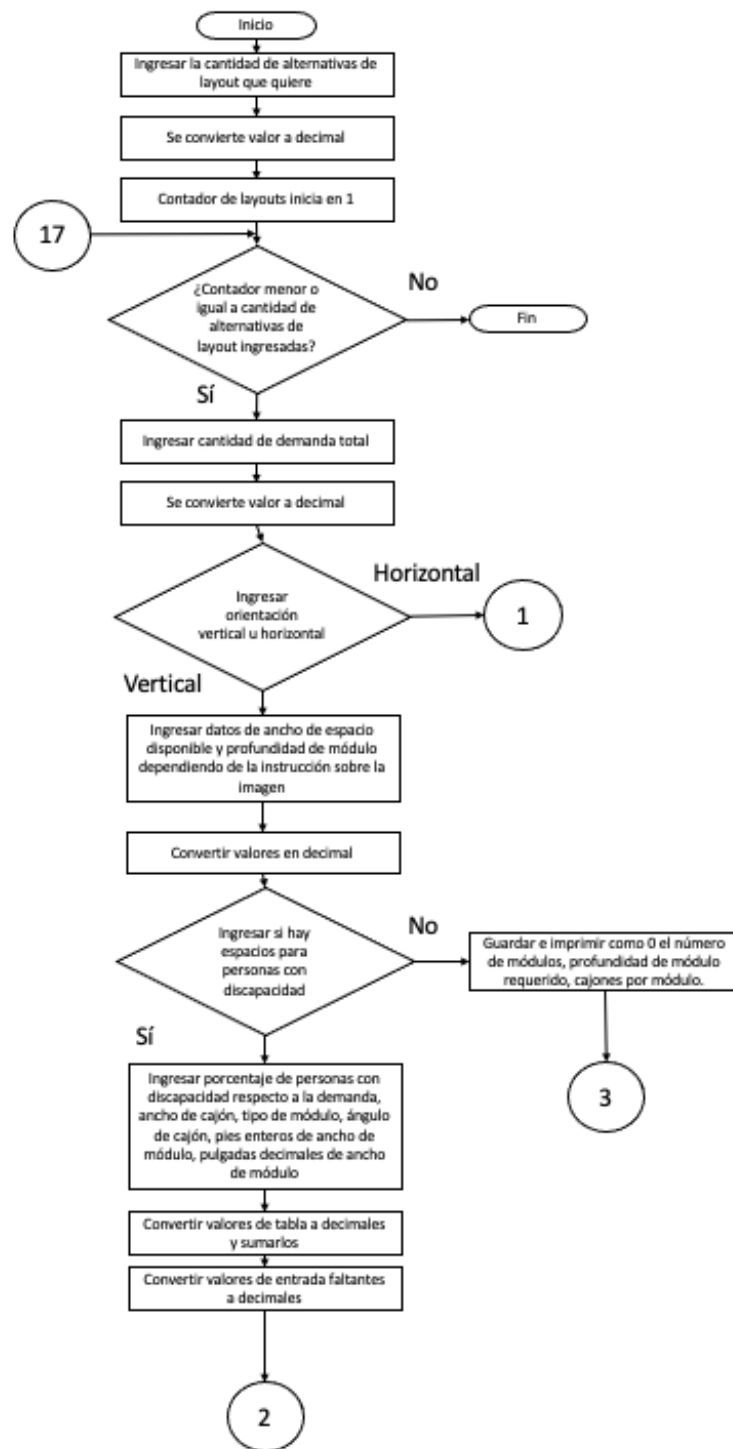 Inicio
Ingresar la cantidad de alternativas de
layout que quiere
Se convierte valor a decimal
Contador de layouts inicia en 1
17
¿Contador menor o
igual a cantidad de
alternativas de
layout ingresadas?
No
Fin
Sí
Ingresar cantidad de demanda total
Se convierte valor a decimal
Ingresar
orientación
vertical u horizontal
Horizontal
1
Vertical
Ingresar datos de ancho de espacio
disponible y profundidad de módulo
dependiendo de la instrucción sobre la
imagen
Convertir valores en decimal
Ingresar si hay
espacios para
personas con
discapacidad
No
Guardar e imprimir como 0 el número
de módulos, profundidad de módulo
requerido, cajones por módulo.
3
Sí
Ingresar porcentaje de personas con
discapacidad respecto a la demanda,
ancho de cajón, tipo de módulo, ángulo
de cajón, pies enteros de ancho de
módulo, pulgadas decimales de ancho
de módulo
Convertir valores de tabla a decimales
y sumarlos
Convertir valores de entrada faltantes
a decimales
2